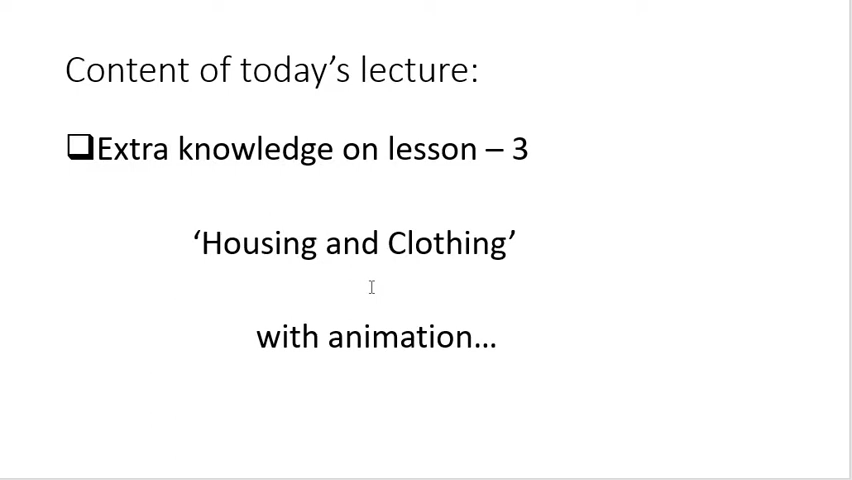 Content of today’s lecture:
❑Extra knowledge on lesson – 3
‘Housing and Clothing’
with animation...